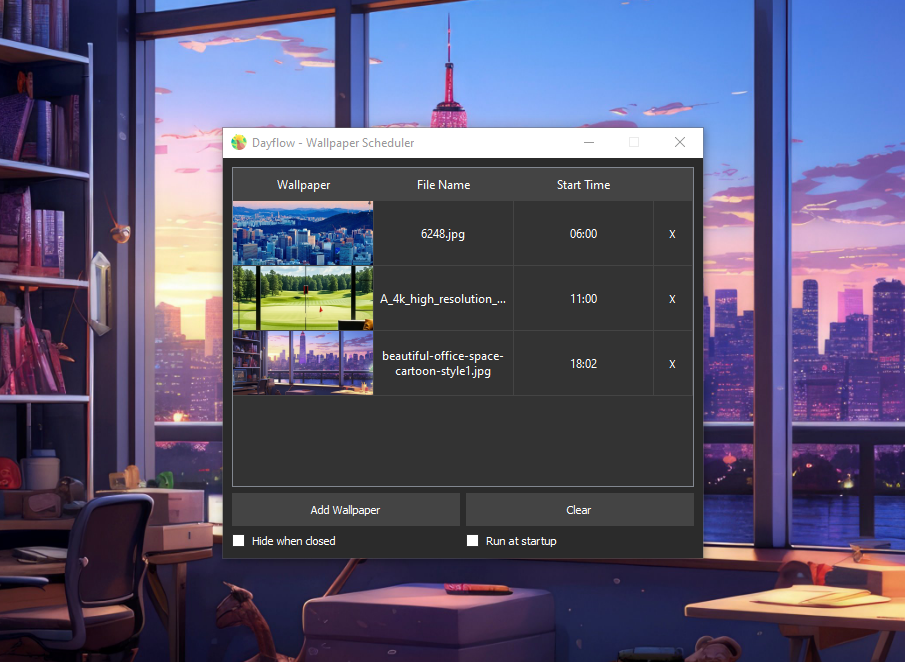 Dayflow - Wallpaper Scheduler
Wallpaper File Name Start Time
6248.jpg 06:00 X
A_4k_high_resolution_... 11:00 X
beautiful-office-space-
cartoon-style1.jpg 18:02 X
Add Wallpaper Clear
Hide when closed Run at startup